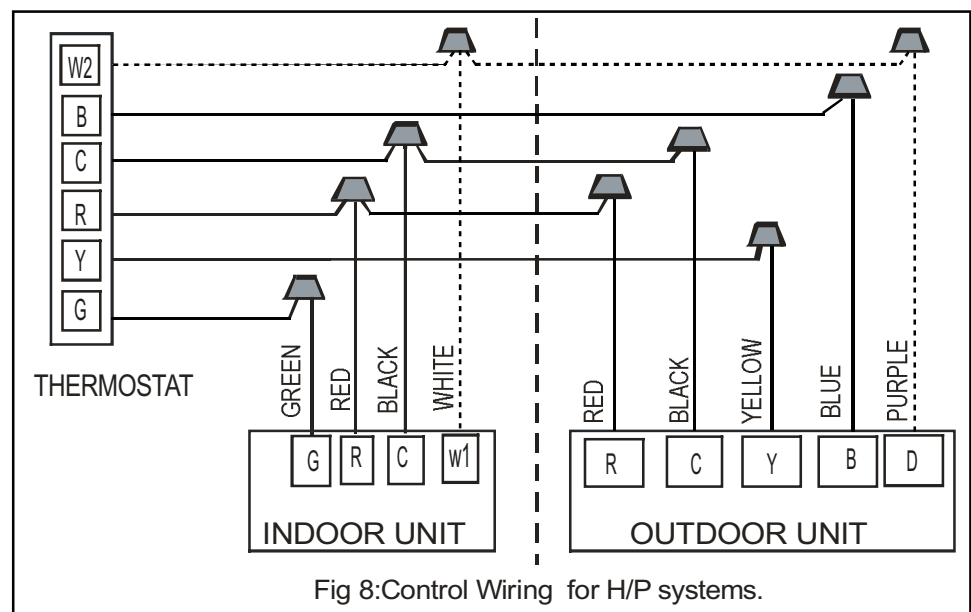 W2
B
C
R
Y
G
THERMOSTAT
GREEN
RED
BLACK
WHITE
RED
BLACK
YELLOW
BLUE
PURPLE
G R C w1
R C Y B D
INDOOR UNIT
OUTDOOR UNIT
Fig 8:Control Wiring for H/P systems.